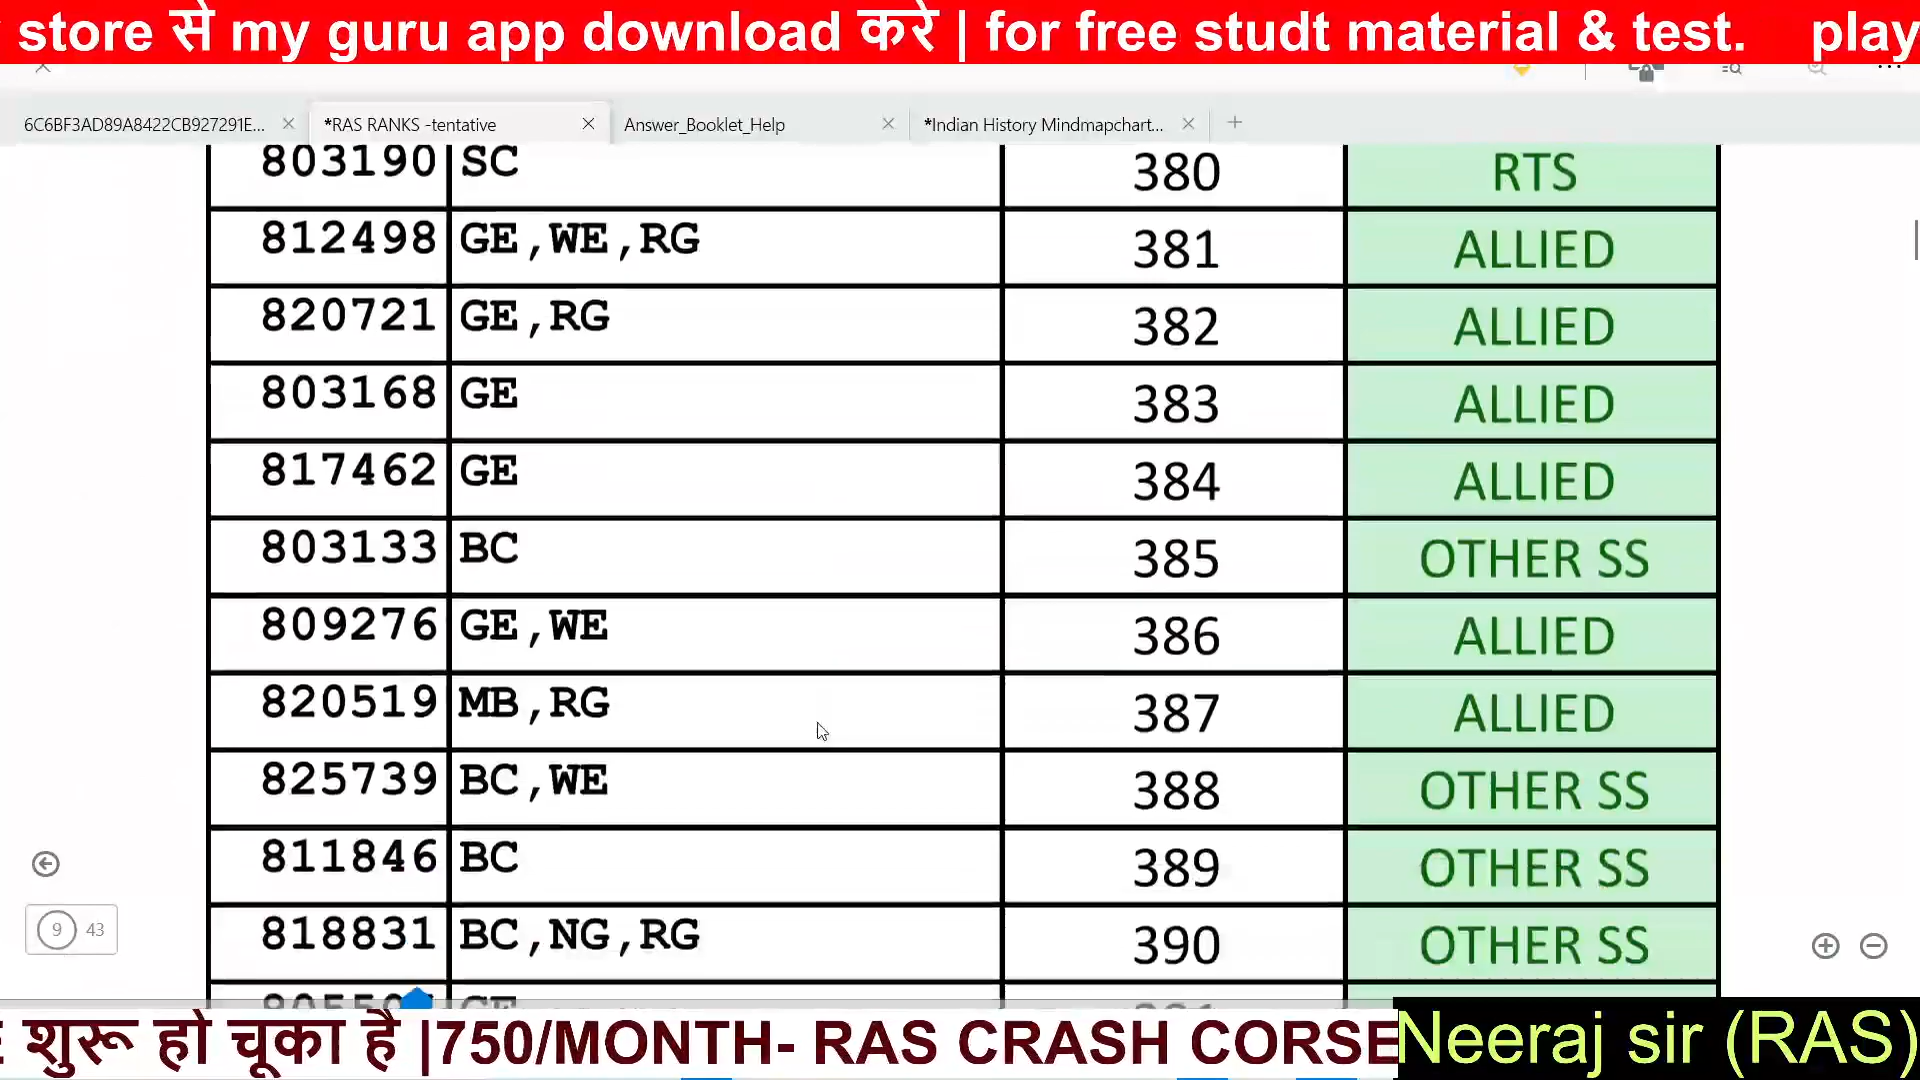 store से my guru app download करे | for free studt material & test. play
6C6BF3AD89A8422CB927291E... *RAS RANKS -tentative Answer_Booklet_Help *Indian History Mindmapchart...
803190 SC 380 RTS
812498 GE,WE,RG 381 ALLIED
820721 GE,RG 382 ALLIED
803168 GE 383 ALLIED
817462 GE 384 ALLIED
803133 BC 385 OTHER SS
809276 GE,WE 386 ALLIED
820519 MB,RG 387 ALLIED
825739 BC,WE 388 OTHER SS
811846 BC 389 OTHER SS
818831 BC,NG,RG 390 OTHER SS
9 43
शुरू हो चूका है |750/MONTH- RAS CRASH CORSE
Neeraj sir (RAS)